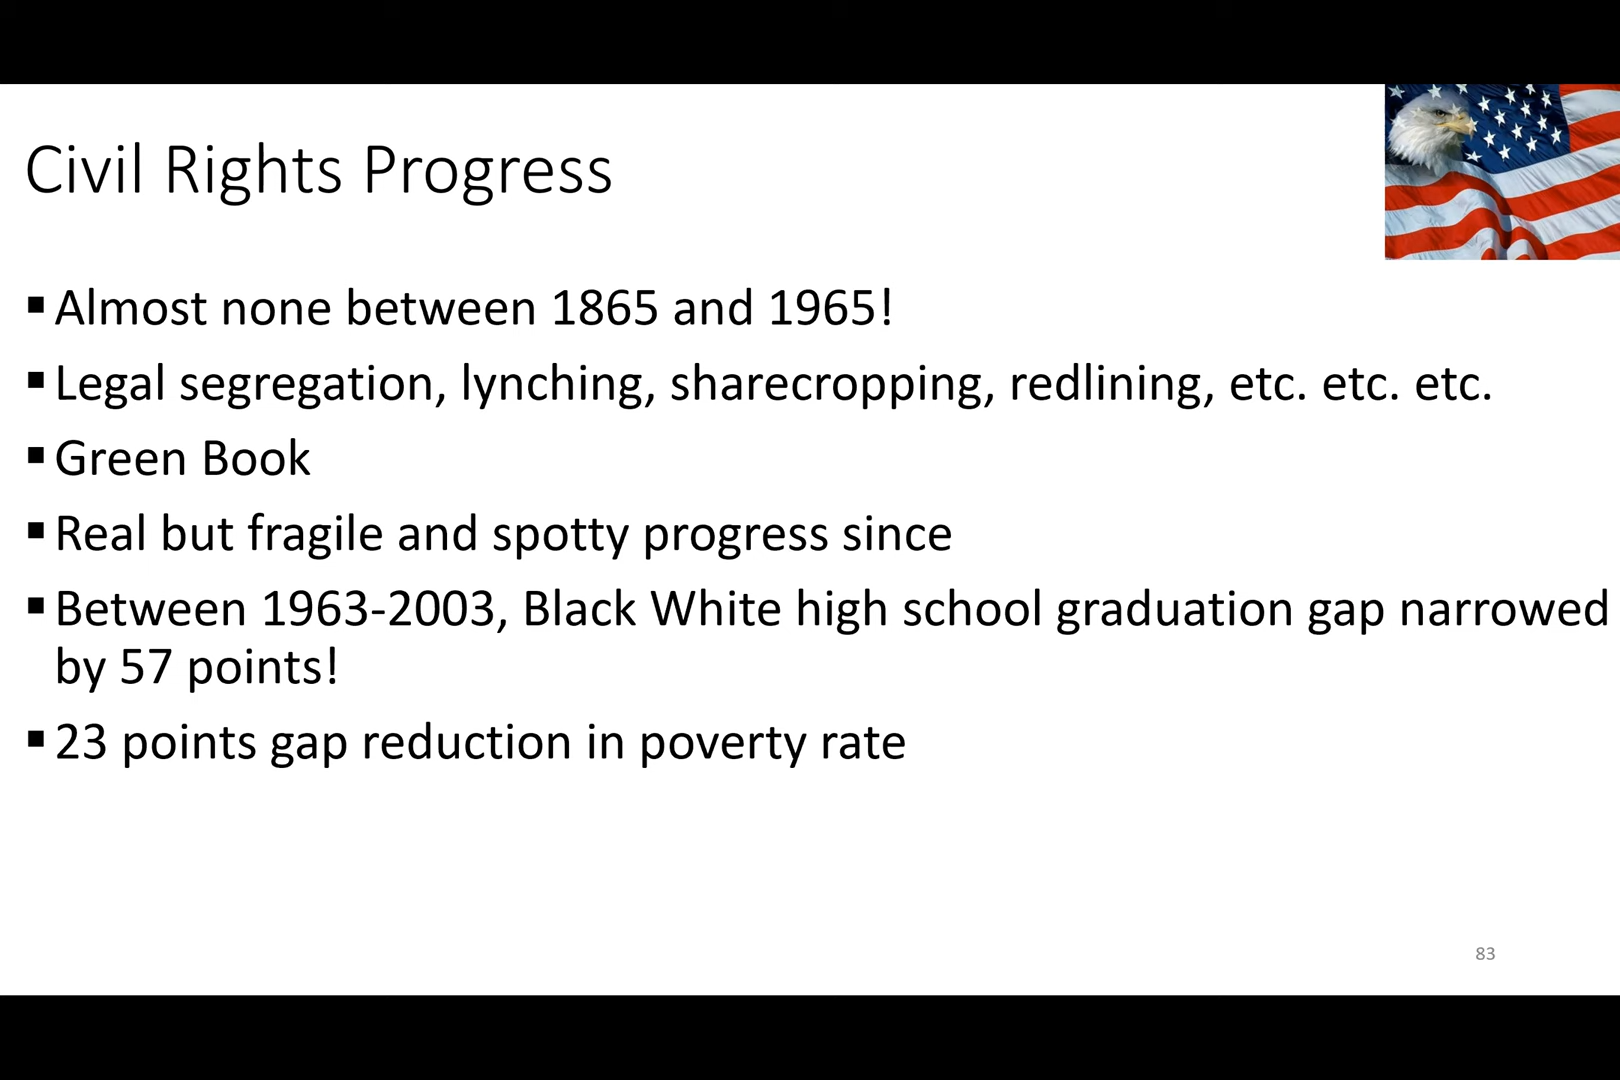 Civil Rights Progress
▪Almost none between 1865 and 1965!
▪Legal segregation, lynching, sharecropping, redlining, etc. etc. etc.
▪Green Book
▪Real but fragile and spotty progress since
▪Between 1963-2003, Black White high school graduation gap narrowed
by 57 points!
▪23 points gap reduction in poverty rate
83